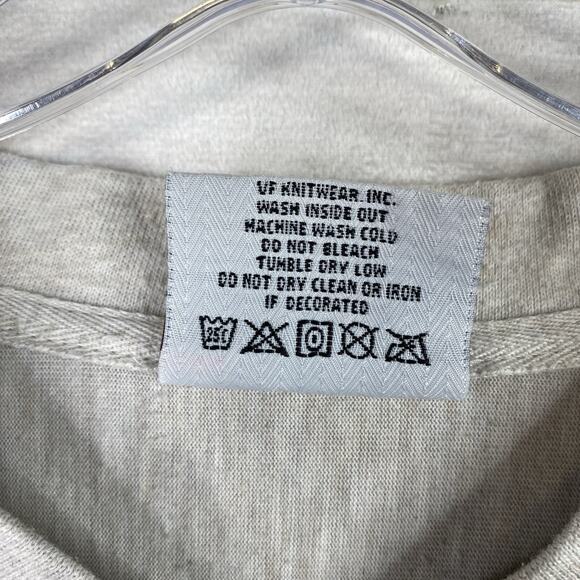 VF KNITWEAR, INC.
WASH INSIDE OUT
MACHINE WASH COLD
DO NOT BLEACH
TUMBLE DRY LOW
DO NOT DRY CLEAN OR IRON
IF DECORATED